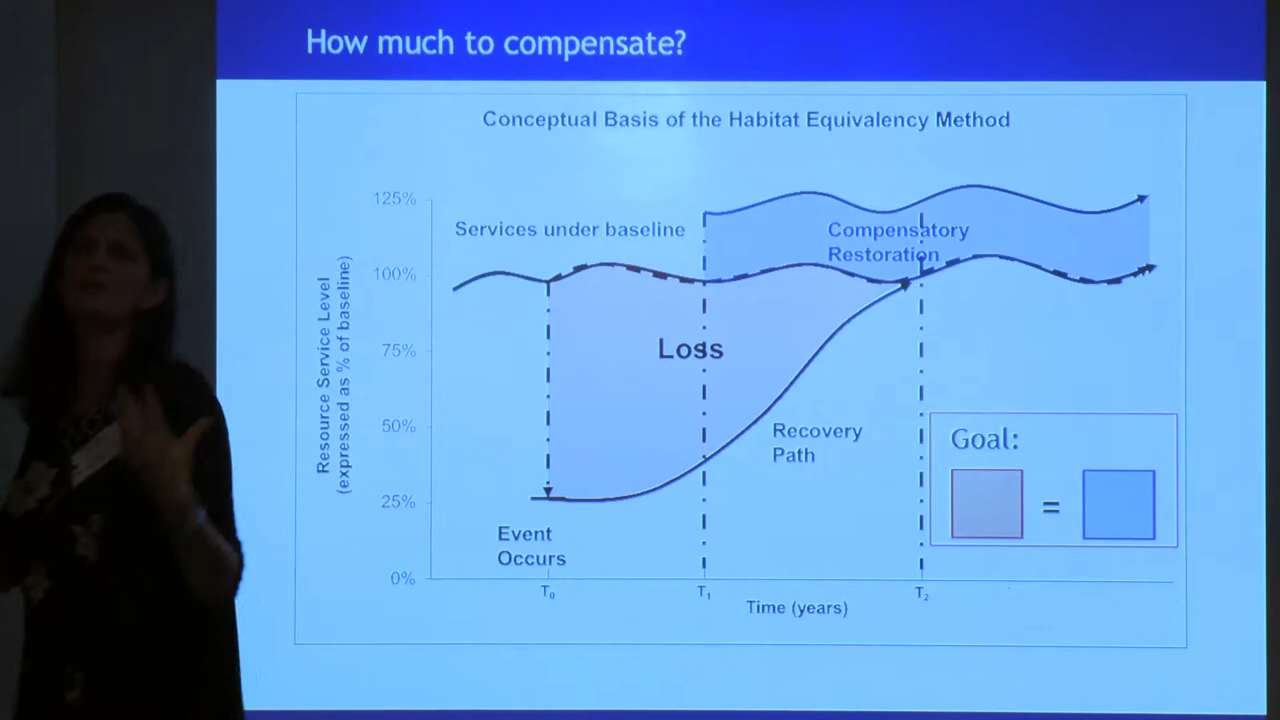 How much to compensate?
Conceptual Basis of the Habitat Equivalency Method
125%
100%
75%
50%
25%
0%
Resource Service Level
(expressed as % of baseline)
Services under baseline
Compensatory
Restoration
Loss
Recovery
Path
Event
Occurs
Goal:
=
T0
T1
T2
Time (years)